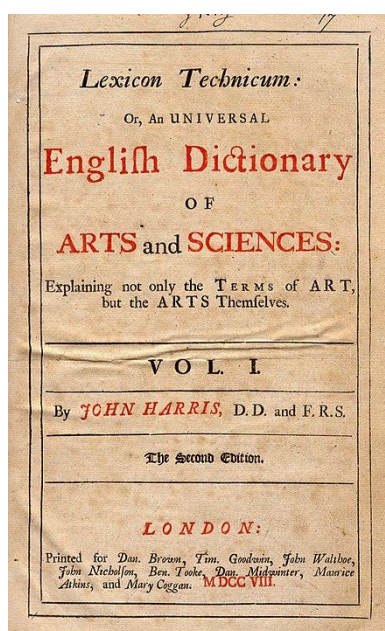 Lexicon Technicum:
Or, An UNIVERSAL
Engliſh Dictionary
OF
ARTS and SCIENCES:
Explaining not only the TERMS of ART,
but the ARTS Themſelves.
VOL. I.
By JOHN HARRIS, D.D. and F.R.S.
The Second Edition.
LONDON:
Printed for Dan. Brown, Tim. Goodwin, John Walthoe,
John Nicholſon, Ben. Tooke, Dan. Midwinter, Maurice
Atkins, and Mary Coggan. MDCCVIII.